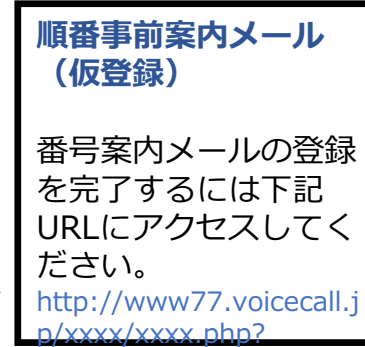 順番事前案内メール
（仮登録）
番号案内メールの登録
を完了するには下記
URLにアクセスしてく
ださい。
http://www77.voicecall.j
p/xxxx/xxxx.php?